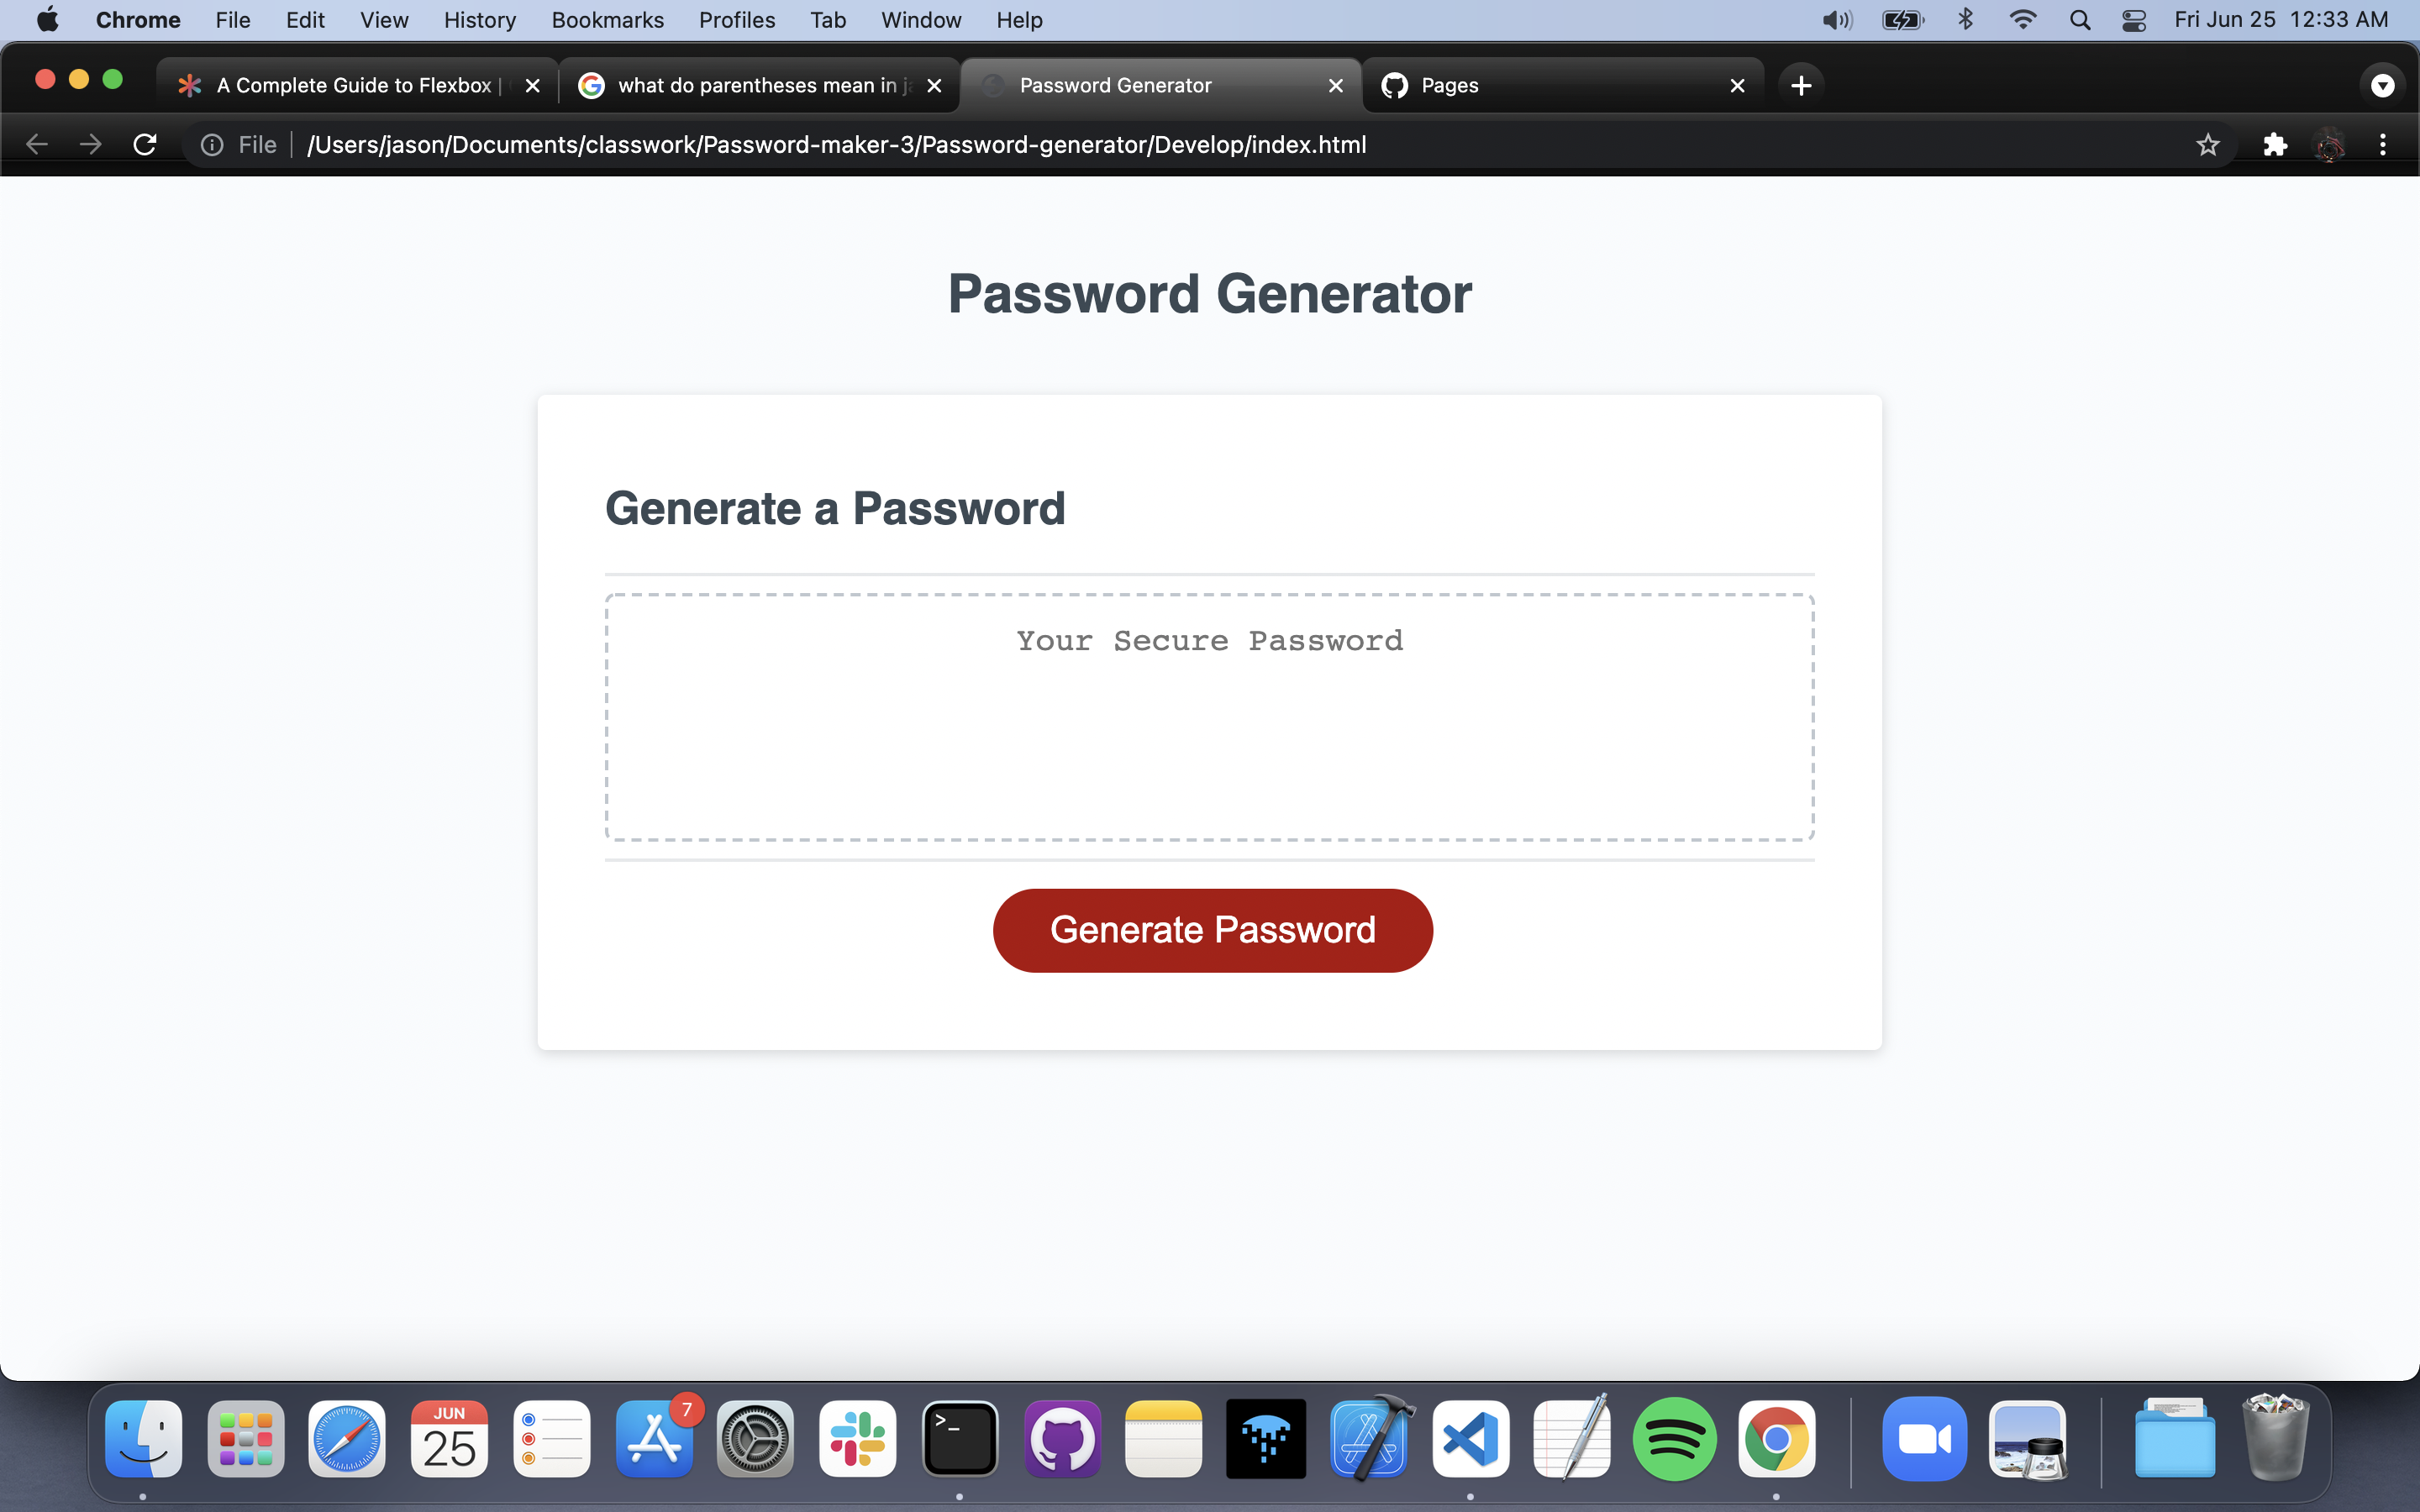 Chrome File Edit View History Bookmarks Profiles Tab Window Help Fri Jun 25 12:33 AM
A Complete Guide to Flexbox | what do parentheses mean in Password Generator Pages
File /Users/jason/Documents/classwork/Password-maker-3/Password-generator/Develop/index.html
Password Generator
Generate a Password
Your Secure Password
Generate Password
JUN
25
7
>_